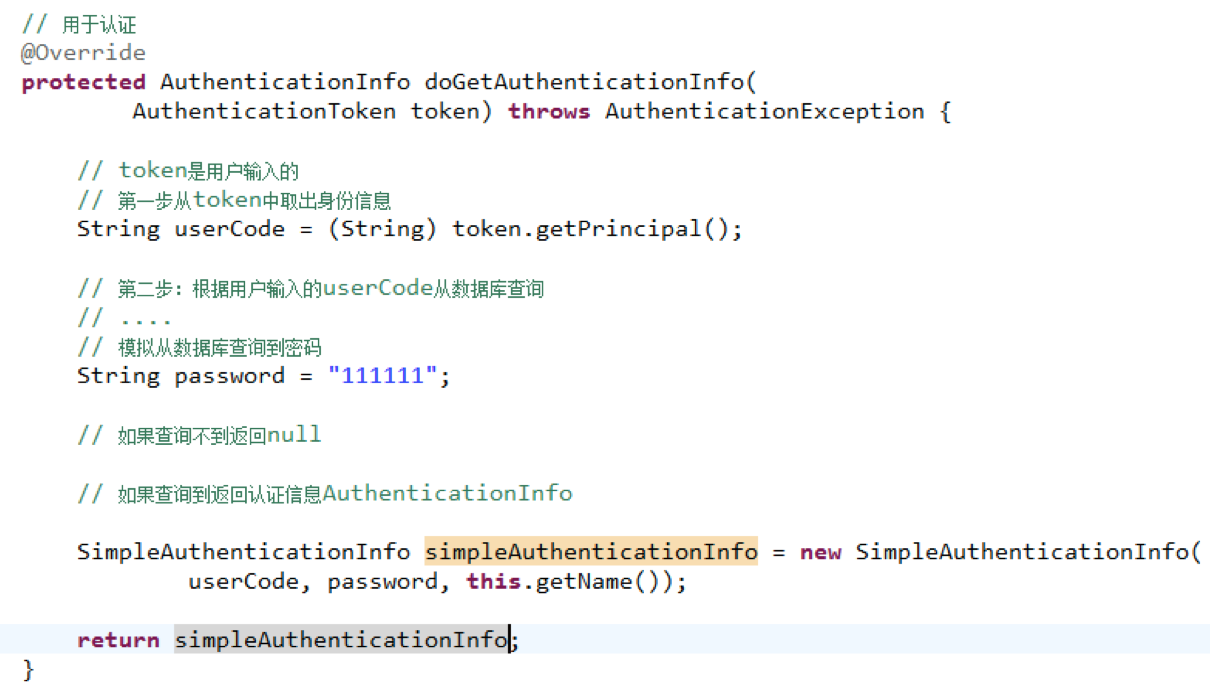 // 用于认证
@Override
protected AuthenticationInfo doGetAuthenticationInfo(
AuthenticationToken token) throws AuthenticationException {
// token是用户输入的
// 第一步从token中取出身份信息
String userCode = (String) token.getPrincipal();
// 第二步：根据用户输入的userCode从数据库查询
// ....
// 模拟从数据库查询到密码
String password = "111111";
// 如果查询不到返回null
// 如果查询到返回认证信息AuthenticationInfo
SimpleAuthenticationInfo simpleAuthenticationInfo = new SimpleAuthenticationInfo(
userCode, password, this.getName());
return simpleAuthenticationInfo;
}